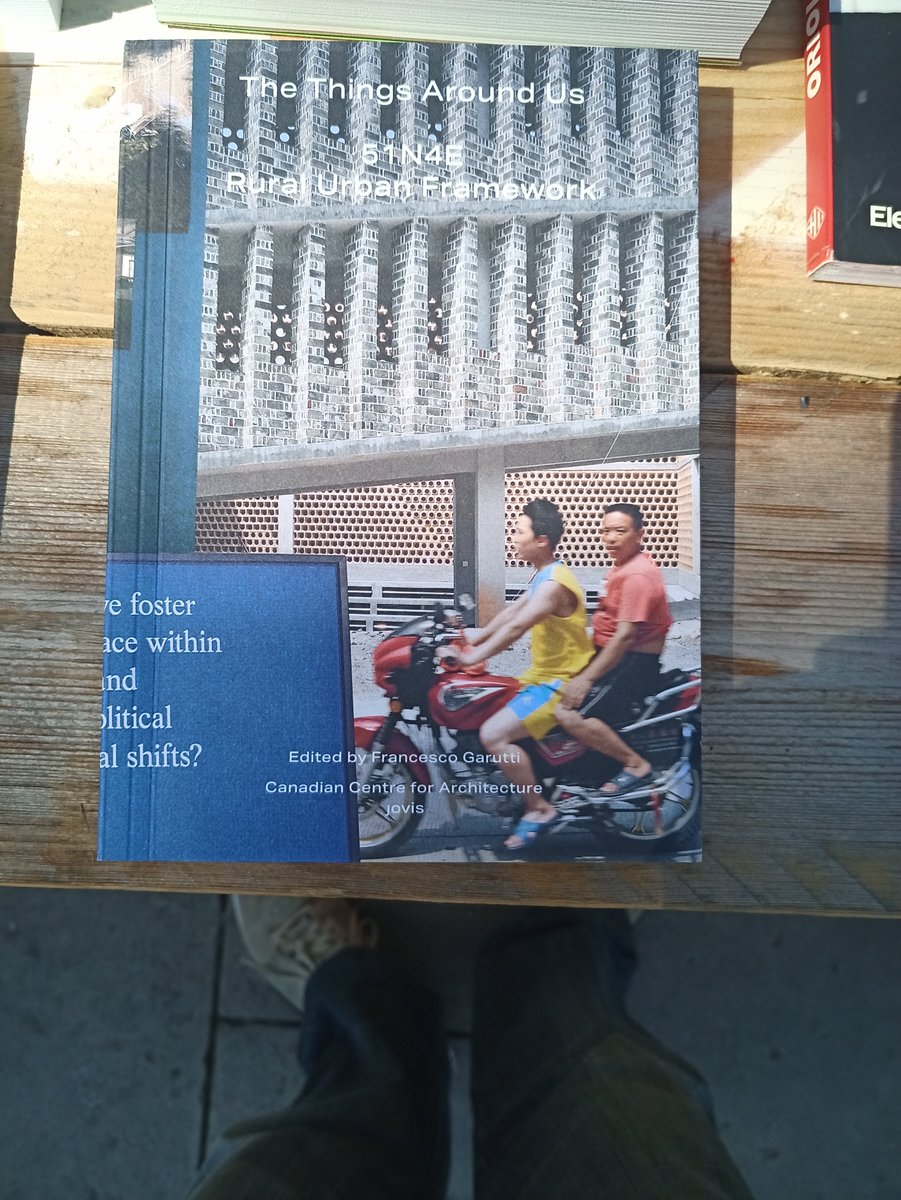 The Things Around Us
51N4E
Rural Urban Framework
ve foster
ace within
and
olitical
al shifts?
Edited by Francesco Garutti
Canadian Centre for Architecture
jovis
ORION
Ele